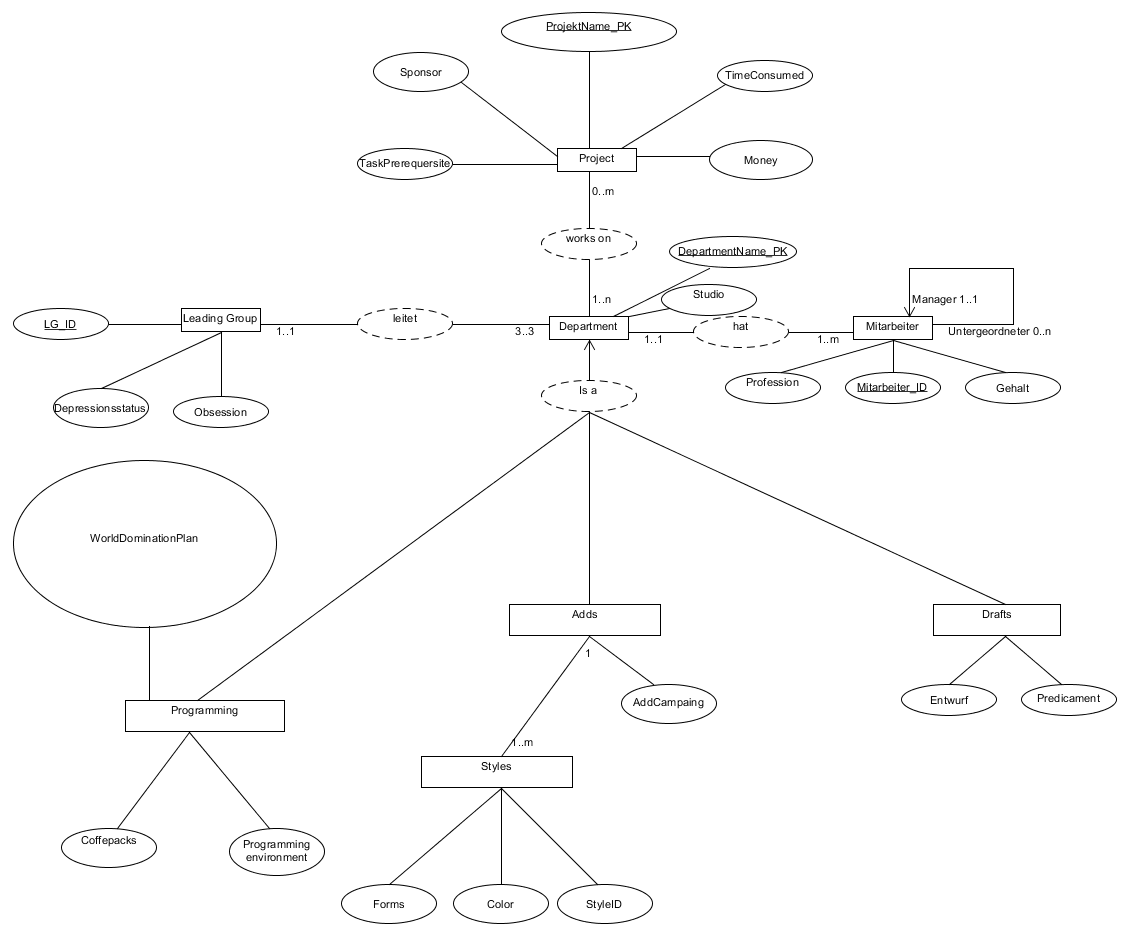 ProjektName_PK
Sponsor
TimeConsumed
TaskPrerequersite
Project
Money
0..m
works on
DepartmentName_PK
Studio
1..n
Manager 1..1
LG_ID
Leading Group
1..1
leitet
3..3
Department
1..1
hat
1..m
Mitarbeiter
Untergeordneter 0..n
Depressionsstatus
Obsession
Is a
Profession
Mitarbeiter_ID
Gehalt
WorldDominationPlan
Adds
Drafts
1
AddCampaing
Entwurf
Predicament
Programming
1..m
Styles
Coffepacks
Programming
environment
Forms
Color
StyleID